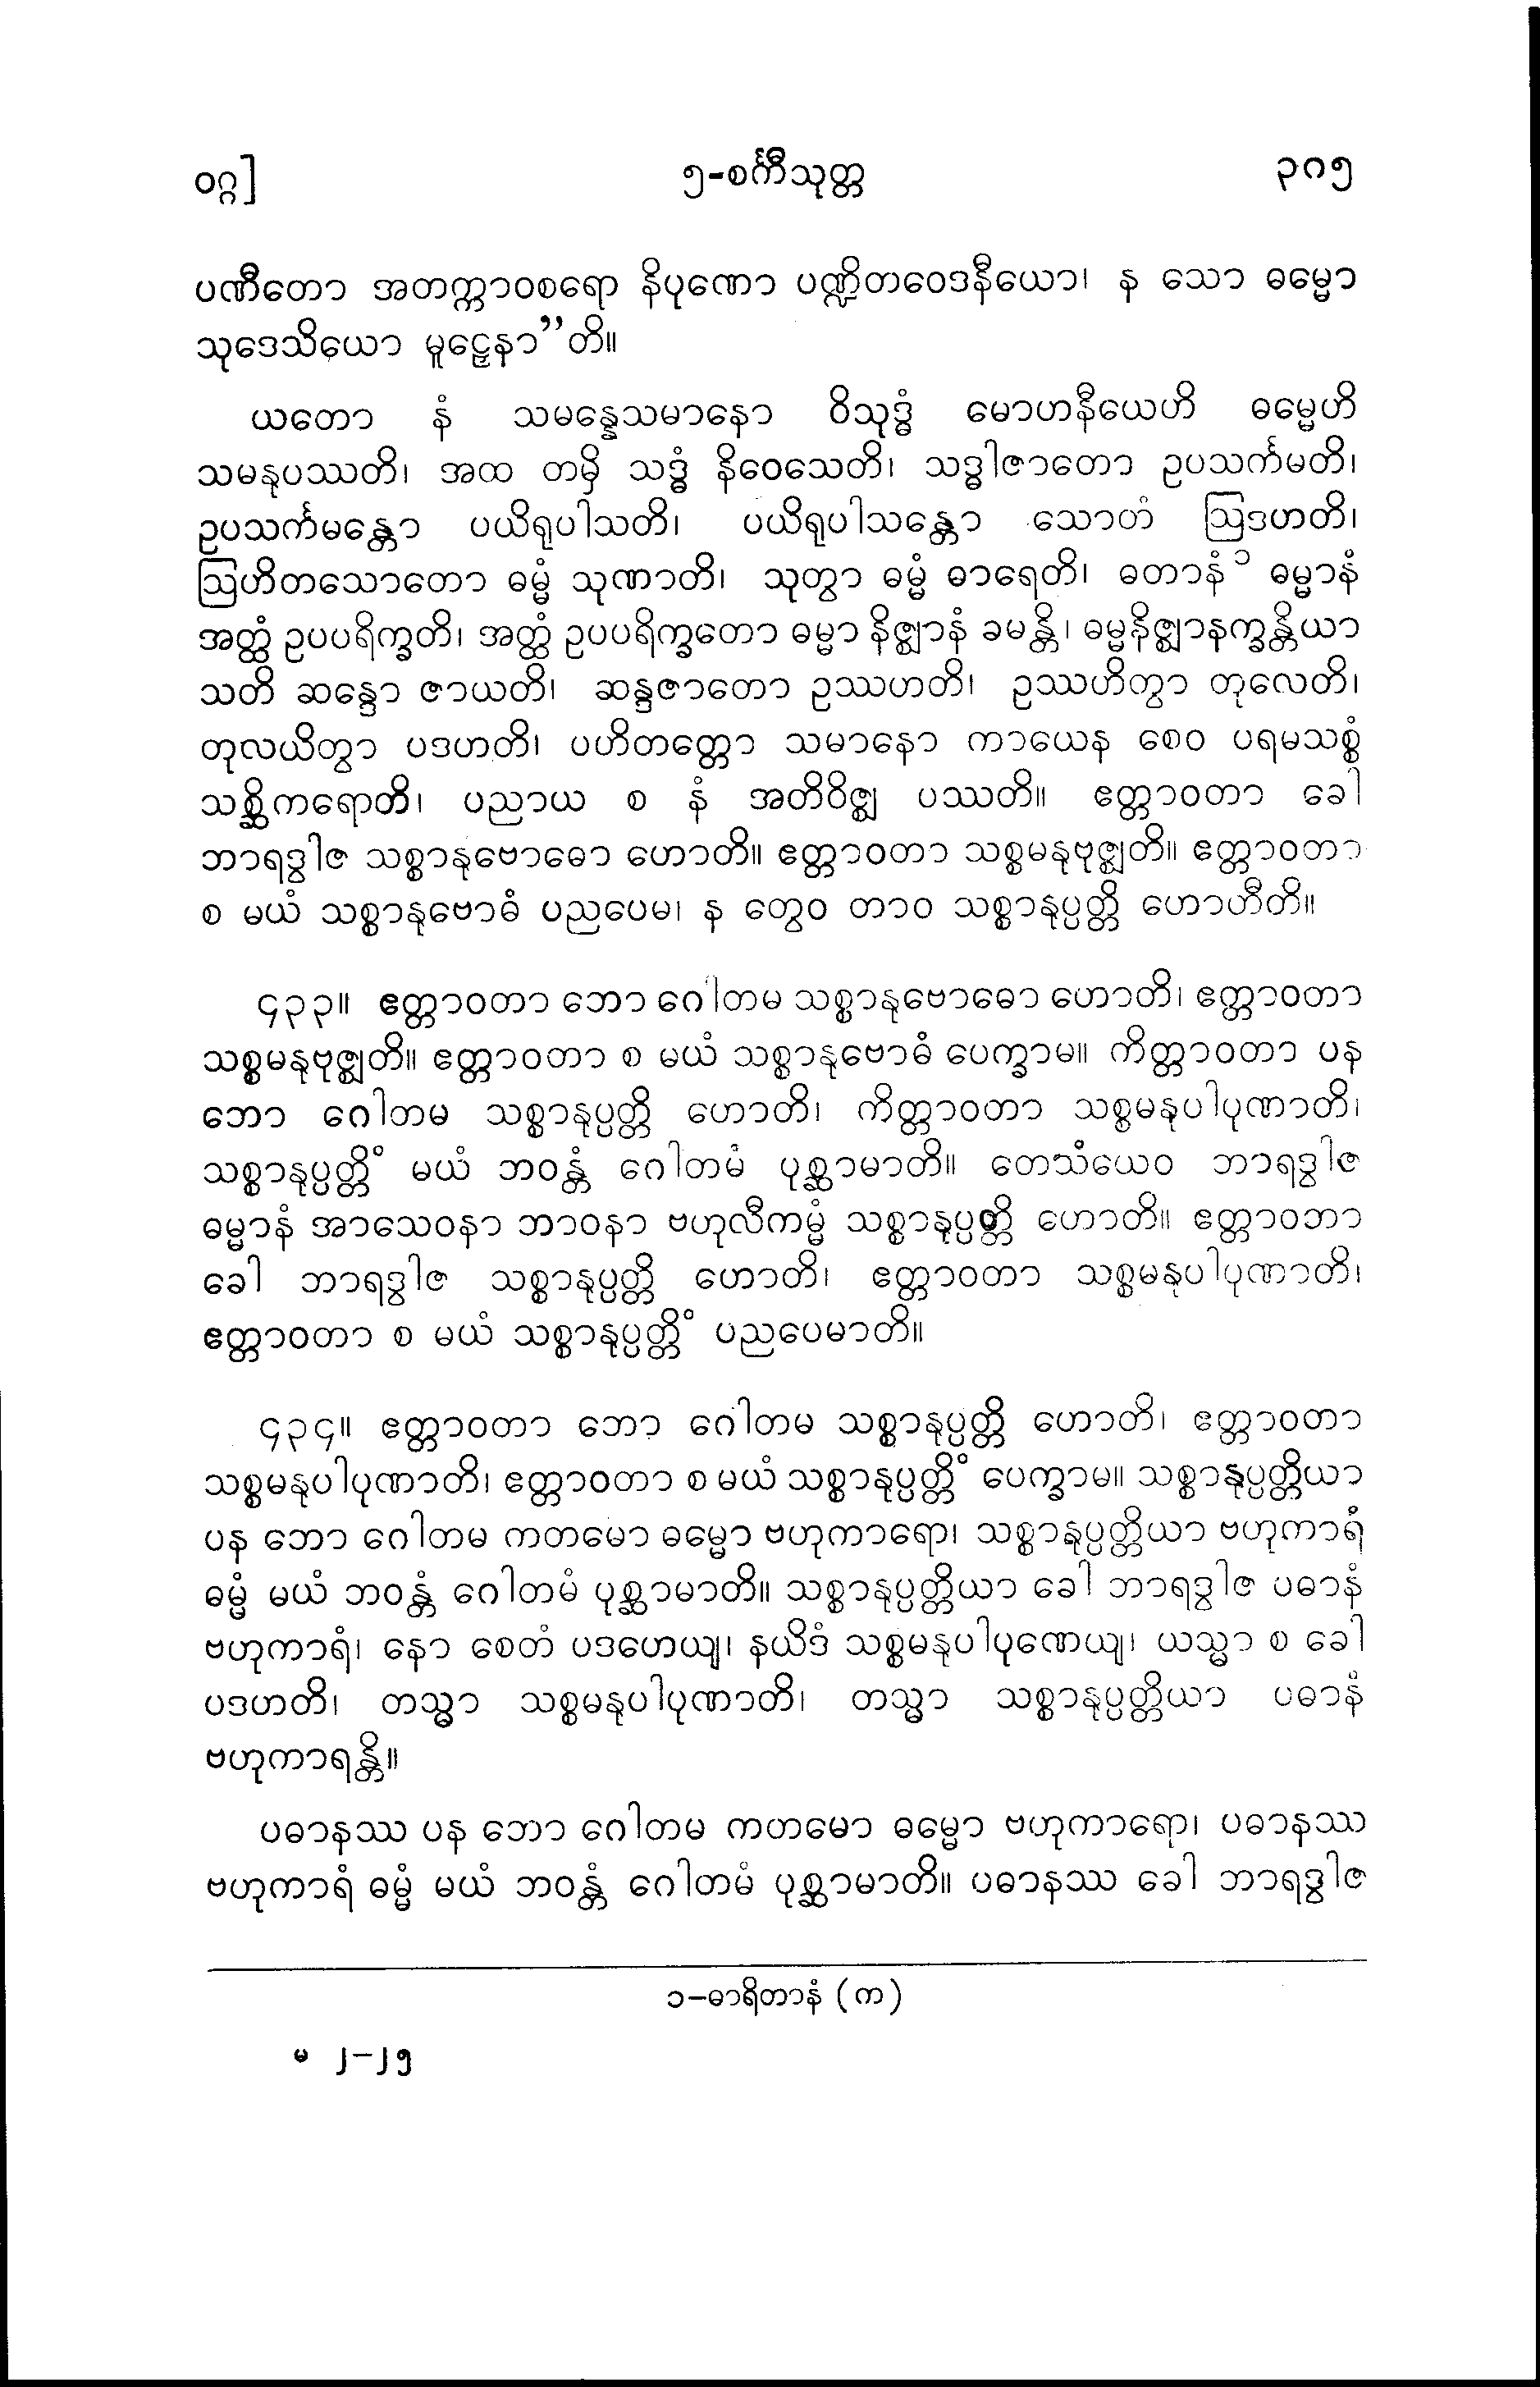 ဝဂ္ဂ]
၅-စင်္ကီသုတ္တ
၃၈၅
ပဏီတော အတက္ကာဝစရော နိပုဏော ပဏ္ဍိတဝေဒနီယော၊ န သော ဓမ္မော
သုဒေသိယော မူဠှေနာ”တိ။
ယတော နံ သမန္နေသမာနော ဝိသုဒ္ဓံ မောဟနီယေဟိ ဓမ္မေဟိ
သမနုပဿတိ၊ အထ တမှိ သဒ္ဓံ နိဝေသေတိ၊ သဒ္ဓါဇာတော ဥပသင်္ကမတိ၊
ဥပသင်္ကမန္တော ပယိရုပါသတိ၊ ပယိရုပါသန္တော သောတံ ဩဒဟတိ၊
ဩဟိတသောတော ဓမ္မံ သုဏာတိ၊ သုတွာ ဓမ္မံ ဓာရေတိ၊ ဓတာနံ ၁ ဓမ္မာနံ
အတ္ထံ ဥပပရိက္ခတိ၊ အတ္ထံ ဥပပရိက္ခတော ဓမ္မာ နိဇ္ဈာနံ ခမန္တိ၊ ဓမ္မနိဇ္ဈာနက္ခန္တိယာ
သတိ ဆန္ဒော ဇာယတိ၊ ဆန္ဒဇာတော ဥဿဟတိ၊ ဥဿဟိတွာ တုလေတိ၊
တုလယိတွာ ပဒဟတိ၊ ပဟိတတ္တော သမာနော ကာယေန စေဝ ပရမသစ္စံ
သစ္ဆိကရောတိ၊ ပညာယ စ နံ အတိဝိဇ္ဈ ပဿတိ။ ဧတ္တာဝတာ ခေါ
ဘာရဒွါဇ သစ္စာနုဗောဓော ဟောတိ။ ဧတ္တာဝတာ သစ္စမနုဗုဇ္ဈတိ။ ဧတ္တာဝတာ
စ မယံ သစ္စာနုဗောဓံ ပညပေမ၊ န တွေဝ တာဝ သစ္စာနုပ္ပတ္တိ ဟောတီတိ။
၄၃၃။ ဧတ္တာဝတာ ဘော ဂေါတမ သစ္စာနုဗောဓော ဟောတိ၊ ဧတ္တာဝတာ
သစ္စမနုဗုဇ္ဈတိ။ ဧတ္တာဝတာ စ မယံ သစ္စာနုဗောဓံ ပေက္ခာမ။ ကိတ္တာဝတာ ပန
ဘော ဂေါတမ သစ္စာနုပ္ပတ္တိ ဟောတိ၊ ကိတ္တာဝတာ သစ္စမနုပါပုဏာတိ၊
သစ္စာနုပ္ပတ္တိံ မယံ ဘဝန္တံ ဂေါတမံ ပုစ္ဆာမာတိ။ တေသံယေဝ ဘာရဒွါဇ
ဓမ္မာနံ အာသေဝနာ ဘာဝနာ ဗဟုလီကမ္မံ သစ္စာနုပ္ပတ္တိ ဟောတိ။ ဧတ္တာဝဘာ
ခေါ ဘာရဒွါဇ သစ္စာနုပ္ပတ္တိ ဟောတိ၊ ဧတ္တာဝတာ သစ္စမနုပါပုဏာတိ၊
ဧတ္တာဝတာ စ မယံ သစ္စာနုပ္ပတ္တိံ ပညပေမာတိ။
၄၃၄။ ဧတ္တာဝတာ ဘော ဂေါတမ သစ္စာနုပ္ပတ္တိ ဟောတိ၊ ဧတ္တာဝတာ
သစ္စမနုပါပုဏာတိ၊ ဧတ္တာဝတာ စ မယံ သစ္စာနုပ္ပတ္တိံ ပေက္ခာမ။ သစ္စာနုပ္ပတ္တိယာ
ပန ဘော ဂေါတမ ကတမော ဓမ္မော ဗဟုကာရော၊ သစ္စာနုပ္ပတ္တိယာ ဗဟုကာရံ
ဓမ္မံ မယံ ဘဝန္တံ ဂေါတမံ ပုစ္ဆာမာတိ။ သစ္စာနုပ္ပတ္တိယာ ခေါ ဘာရဒွါဇ ပဓာနံ
ဗဟုကာရံ၊ နော စေတံ ပဒဟေယျ၊ နယိဒံ သစ္စမနုပါပုဏေယျ၊ ယသ္မာ စ ခေါ
ပဒဟတိ၊ တသ္မာ သစ္စမနုပါပုဏာတိ၊ တသ္မာ သစ္စာနုပ္ပတ္တိယာ ပဓာနံ
ဗဟုကာရန္တိ။
ပဓာနဿ ပန ဘော ဂေါတမ ကတမော ဓမ္မော ဗဟုကာရော၊ ပဓာနဿ
ဗဟုကာရံ ဓမ္မံ မယံ ဘဝန္တံ ဂေါတမံ ပုစ္ဆာမာတိ။ ပဓာနဿ ခေါ ဘာရဒွါဇ
၁-ဓာရိတာနံ (က)
မ ၂-၂၅